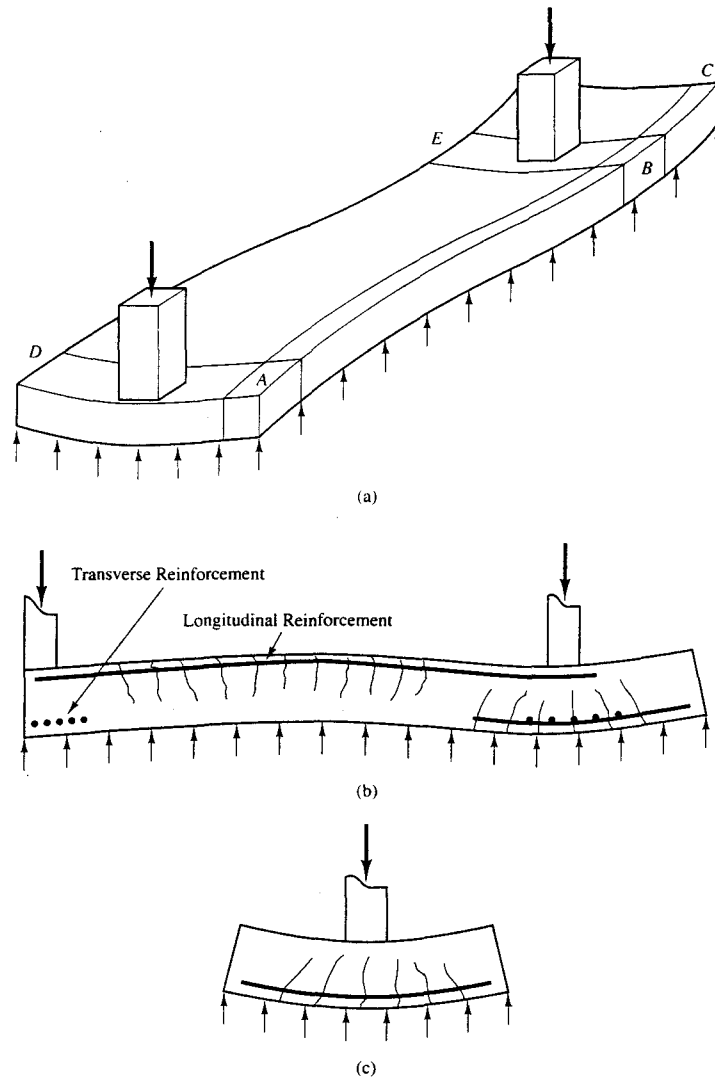 C
E
B
D
A
(a)
Transverse Reinforcement
Longitudinal Reinforcement
(b)
(c)